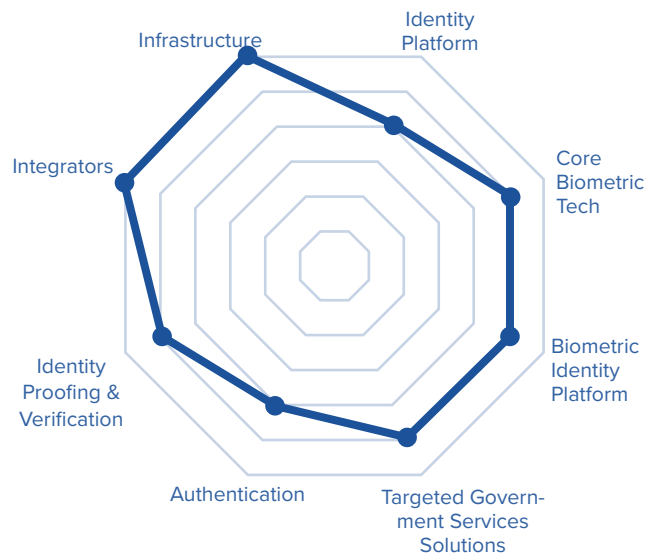 Identity
Platform
Infrastructure
Core
Biometric
Tech
Integrators
Biometric
Identity
Platform
Identity
Proofing &
Verification
Authentication
Targeted Govern-
ment Services
Solutions